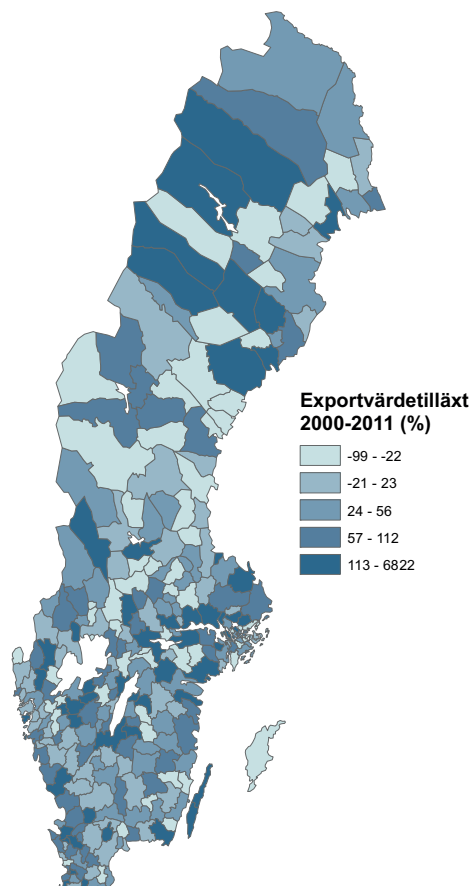 Exportvärdetilläxt
2000-2011 (%)
-99 - -22
-21 - 23
24 - 56
57 - 112
113 - 6822